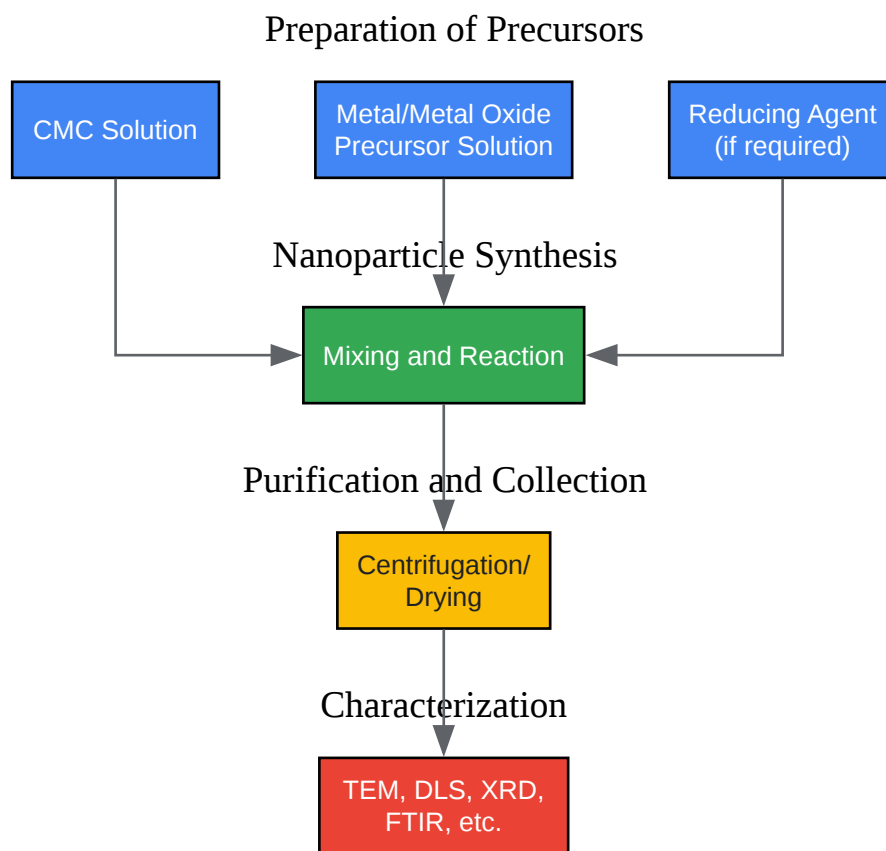 Preparation of Precursors
CMC Solution
Metal/Metal Oxide
Precursor Solution
Reducing Agent
(if required)
Nanoparticle Synthesis
Mixing and Reaction
Purification and Collection
Centrifugation/
Drying
Characterization
TEM, DLS, XRD,
FTIR, etc.